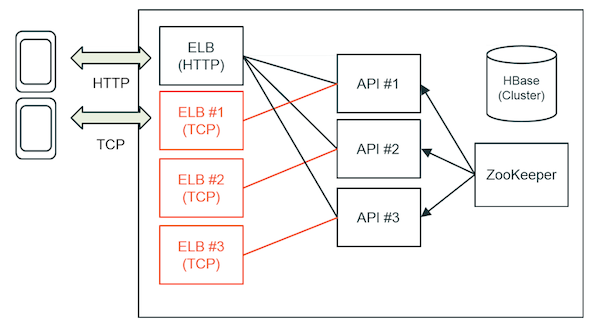 HTTP
TCP
ELB
(HTTP)
ELB #1
(TCP)
ELB #2
(TCP)
ELB #3
(TCP)
API #1
API #2
API #3
HBase
(Cluster)
ZooKeeper